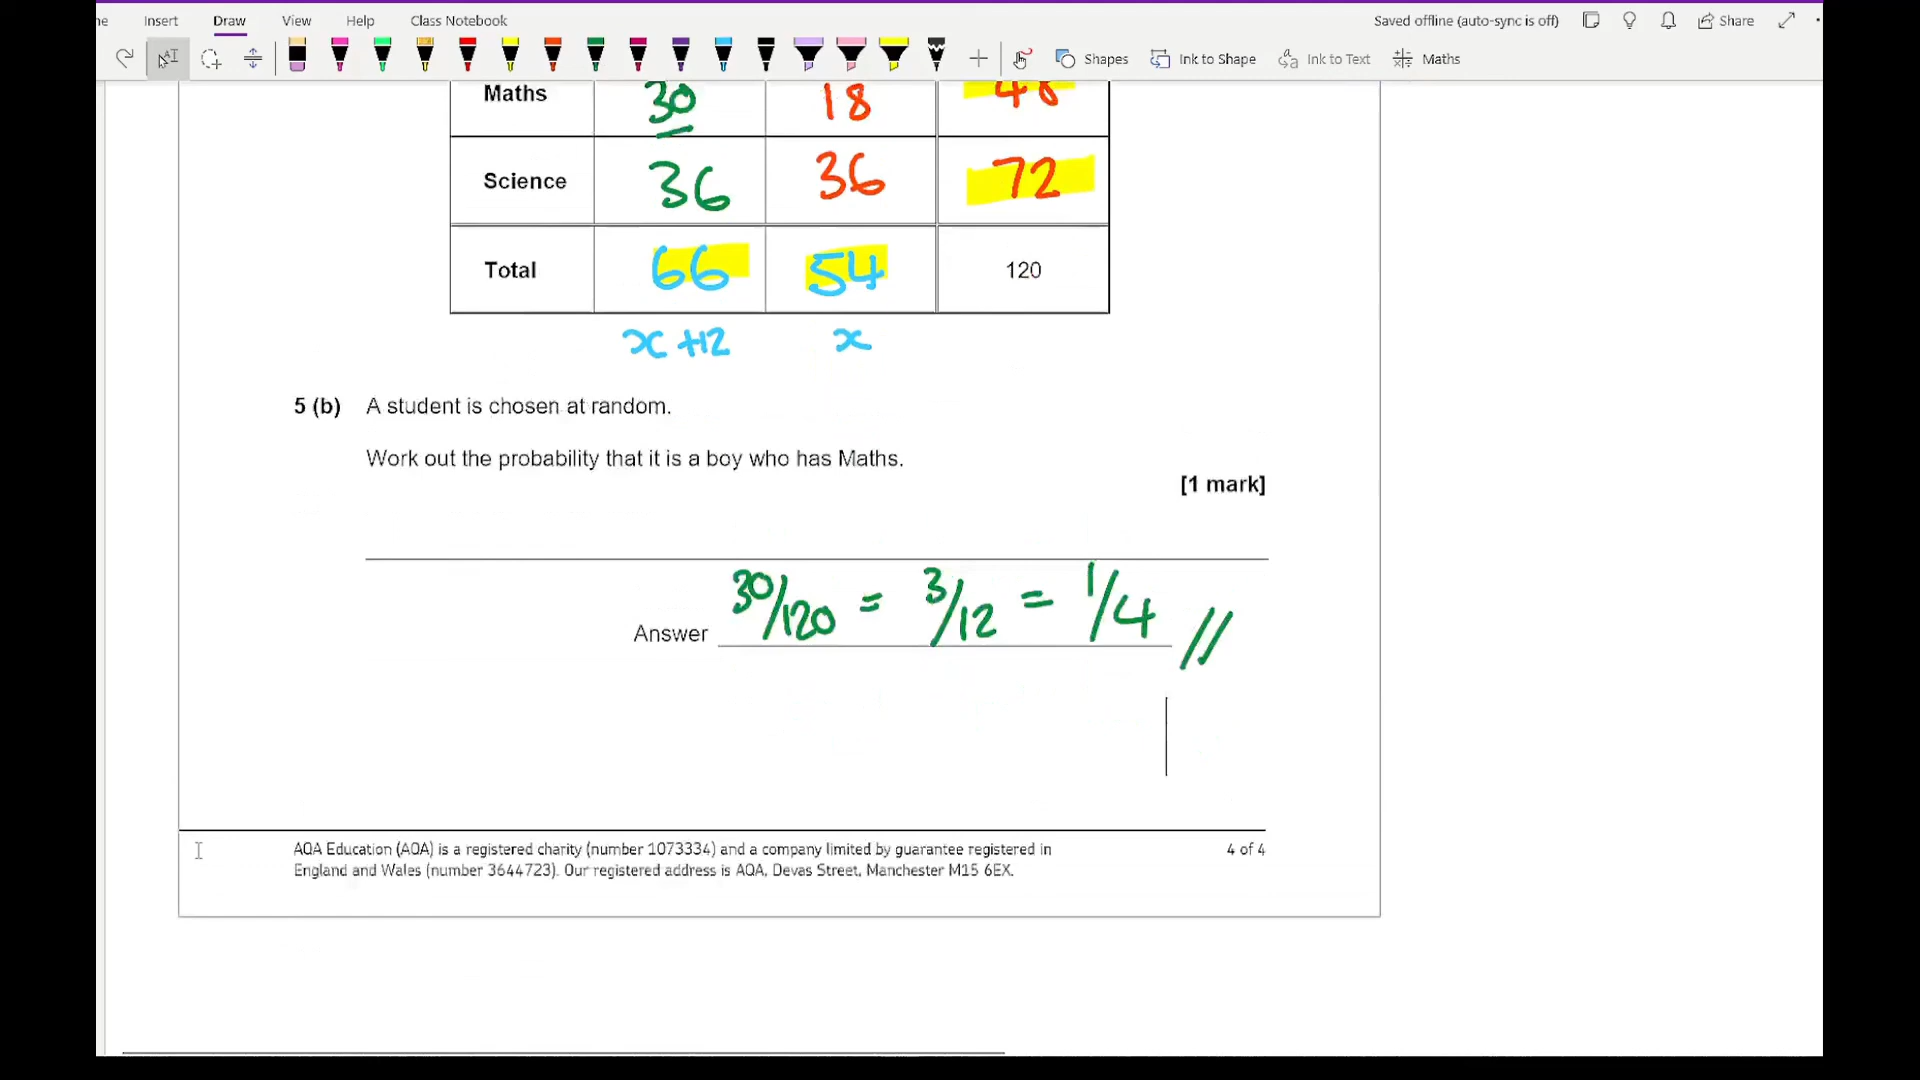 ne Insert Draw View Help Class Notebook Saved offline (auto-sync is off) Share
Shapes Ink to Shape Ink to Text Maths
Maths 30 18 48
Science 36 36 72
Total 66 54 120
x +12 x
5 (b) A student is chosen at random.
Work out the probability that it is a boy who has Maths.
[1 mark]
Answer 30/120 = 3/12 = 1/4 //
AQA Education (AQA) is a registered charity (number 1073334) and a company limited by guarantee registered in 4 of 4
England and Wales (number 3644723). Our registered address is AQA, Devas Street, Manchester M15 6EX.